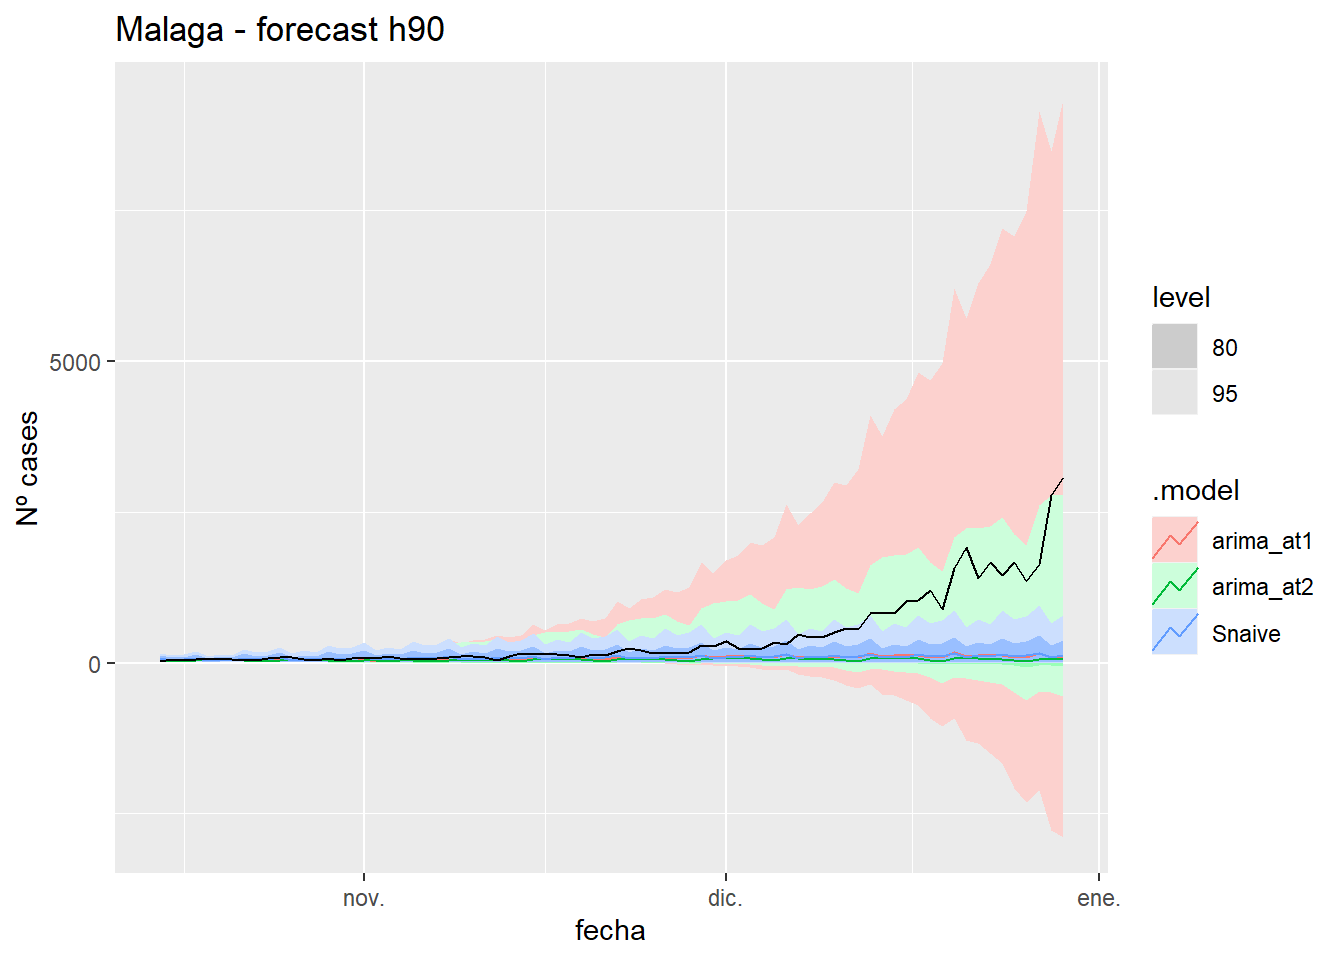 Malaga - forecast h90
Nº cases
5000
0
nov.
dic.
ene.
fecha
level
80
95
.model
arima_at1
arima_at2
Snaive